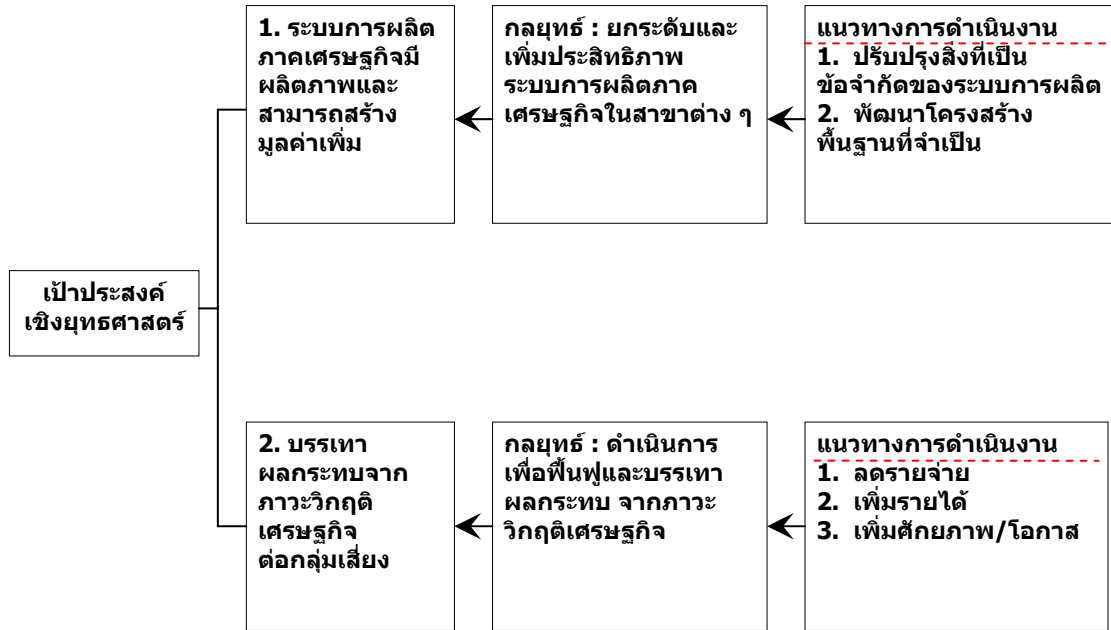 1. ระบบการผลิต
ภาคเศรษฐกิจมี
ผลิตภาพและ
สามารถสร้าง
มูลค่าเพิ่ม
กลยุทธ์ : ยกระดับและ
เพิ่มประสิทธิภาพ
ระบบการผลิตภาค
เศรษฐกิจในสาขาต่าง ๆ
แนวทางการดำเนินงาน
1. ปรับปรุงสิ่งที่เป็น
ข้อจำกัดของระบบการผลิต
2. พัฒนาโครงสร้าง
พื้นฐานที่จำเป็น
เป้าประสงค์
เชิงยุทธศาสตร์
2. บรรเทา
ผลกระทบจาก
ภาวะวิกฤติ
เศรษฐกิจ
ต่อกลุ่มเสี่ยง
กลยุทธ์ : ดำเนินการ
เพื่อฟื้นฟูและบรรเทา
ผลกระทบ จากภาวะ
วิกฤติเศรษฐกิจ
แนวทางการดำเนินงาน
1. ลดรายจ่าย
2. เพิ่มรายได้
3. เพิ่มศักยภาพ/โอกาส